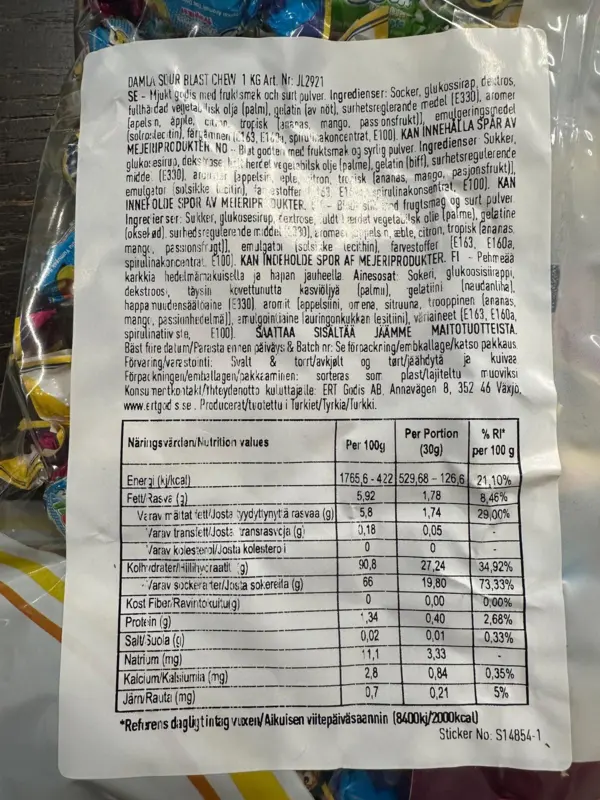 DAMLA SOUR BLAST CHEW 1 KG Art. Nr: JL2921
SE - Mjukt godis med fruktsmak och surt pulver. Ingredienser: Socker, glukossirap, dextros,
fullhärdad vegetabilisk olja (palm), gelatin (av nöt), surhetsreglerande medel (E330), aromer
(apelsin, äpple, citron, tropisk (ananas, mango, passionsfrukt)), emulgeringsmedel
(solroslecitin), färgämnen (E163, E160a, spirulinakoncentrat, E100). KAN INNEHÅLLA SPÅR AV
MEJERIPRODUKTER. NO - Bløt godteri med fruktsmak og syrlig pulver. Ingredienser Sukker,
glukosesirup, dekstrose, herdet vegetabilsk olje (palme), gelatin (biff), surhetsregulerende
midde (E330), aromaer (appelsin, eple, sitron, tropisk (ananas, mango, pasjonsfrukt)),
emulgator (solsikke lecitin), farvestoffer (E163, E160a, spirulinakonsentrat, E100). KAN
INNEHOLDE SPOR AV MEIERIPRODUKTER. med frugtsmag og surt pulver.
Ingredierser: Sukker, glukosesirup, dextrose, fuldt hærdet vegetabilsk olie (palme), gelatine
(oksekød), surhedsregulerende middel (E330), aromaer (appelsin, æble, citron, tropisk (ananas,
mango, passionsfrugt)), emulgator (solsikke lecithin), farvestoffer (E163, E160a,
spirulinakoncentrat, E100). KAN INDEHOLDE SPOR AF MEJERIPRODUKTER. FI - Pehmeää
karkkia hedelmämakuisella ja hapan jauheella. Ainesosat: Sokeri, glukoosisiirappi,
dekstroosi, täysin kovettunutta kasviöljyä (palmu), gelatiini (naudanliha),
happamuudensäätöaine (E330), aromit (appelsiini, omena, sitruuna, trooppinen (ananas,
mango, passiinhedelmä)), emulgointiaine (auringonkukkan lesitiini), väriaineet (E163, E160a,
spirulinatiiviste, E100). SAATTAA SISÄLTÄÄ JÄÄMME MAITOTUOTTEISTA.
Bäst före datum/Parasta ennen päiväys & Batch nr: Se förpackning/emballage/katso pakkaus
Förvaring/varastointi: Svalt & torrt/avkjølt og tørt/jäähdytä ja kuivaa
Förpackningen/emballagen/pakkaaminen: sorteras som plast/lajiteltu muoviksi
Konsumentkontakt/Yhteydenotto kuluttajalle: ERT Godis AB, Annavägen 8, 352 46 Växjö,
www.ertgodis.se. Producerat/tuotettu i Turkiet/Tyrkia/Turkki.
Näringsvärden/Nutrition values Per 100g Per Portion (30g) % RI* per 100 g
Energi (kj/kcal) 1765,6 - 422 529,68 - 126,6 21,10%
Fett/Rasva (g) 5,92 1,78 8,46%
Varav mättat fett/Josta tyydyttynyttä rasvaa (g) 5,8 1,74 29,00%
Varav transfett/Josta transrasvoja (g) 0,18 0,05 -
Varav kolesterol/Josta kolesteroli 0 0 -
Kolhydrater/Hiilihydraatit (g) 90,8 27,24 34,92%
-Varav sockerarter/Josta sokereita (g) 66 19,80 73,33%
Kost Fiber/Ravintokuitu(g) 0 0,00 0,00%
Protein (g) 1,34 0,40 2,68%
Salt/Suola (g) 0,02 0,01 0,33%
Natrium (mg) 11,1 3,33 -
Kalcium/Kalsiumia (mg) 2,8 0,84 0,35%
Järn/Rauta (mg) 0,7 0,21 5%
*Referens dagligt intag vuxen/Aikuisen viitepäiväsaannin (8400kj/2000kcal)
Sticker No: S14854-1